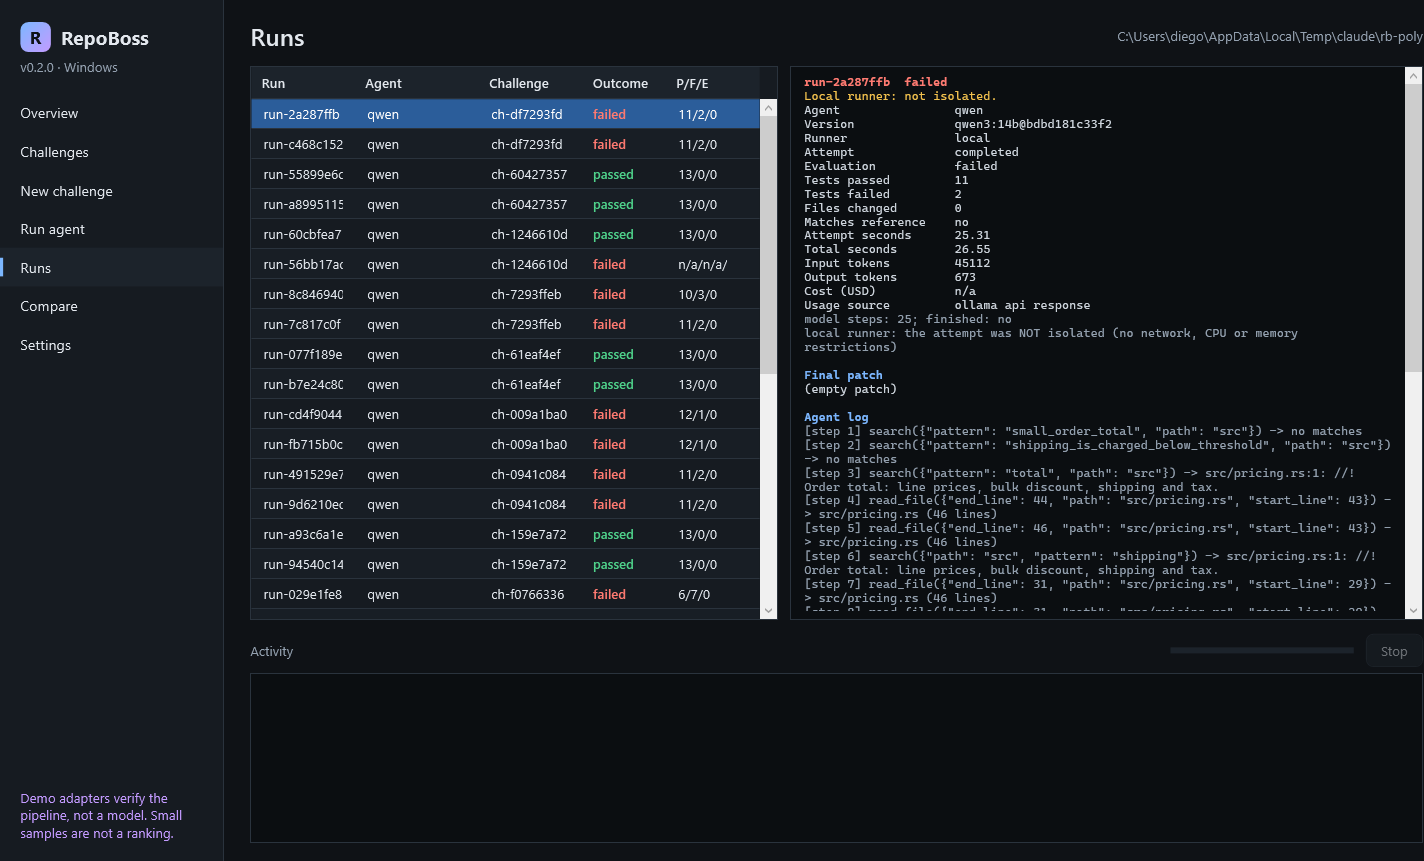 R RepoBoss
v0.2.0 · Windows
Overview
Challenges
New challenge
Run agent
Runs
Compare
Settings
Demo adapters verify the
pipeline, not a model. Small
samples are not a ranking.
Runs
C:\Users\diego\AppData\Local\Temp\claude\rb-poly
Run Agent Challenge Outcome P/F/E
run-2a287ffb qwen ch-df7293fd failed 11/2/0
run-c468c152 qwen ch-df7293fd failed 11/2/0
run-55899e6c qwen ch-60427357 passed 13/0/0
run-a8995115 qwen ch-60427357 passed 13/0/0
run-60cbfea7 qwen ch-1246610d passed 13/0/0
run-56bb17ac qwen ch-1246610d failed n/a/n/a/
run-8c846940 qwen ch-7293ffeb failed 10/3/0
run-7c817c0f qwen ch-7293ffeb failed 11/2/0
run-077f189e qwen ch-61eaf4ef passed 13/0/0
run-b7e24c80 qwen ch-61eaf4ef passed 13/0/0
run-cd4f9044 qwen ch-009a1ba0 failed 12/1/0
run-fb715b0c qwen ch-009a1ba0 failed 12/1/0
run-491529e7 qwen ch-0941c084 failed 11/2/0
run-9d6210ec qwen ch-0941c084 failed 11/2/0
run-a93c6a1e qwen ch-159e7a72 passed 13/0/0
run-94540c14 qwen ch-159e7a72 passed 13/0/0
run-029e1fe8 qwen ch-f0766336 failed 6/7/0
run-2a287ffb failed
Local runner: not isolated.
Agent qwen
Version qwen3:14b@bdbd181c33f2
Runner local
Attempt completed
Evaluation failed
Tests passed 11
Tests failed 2
Files changed 0
Matches reference no
Attempt seconds 25.31
Total seconds 26.55
Input tokens 45112
Output tokens 673
Cost (USD) n/a
Usage source ollama api response
model steps: 25; finished: no
local runner: the attempt was NOT isolated (no network, CPU or memory
restrictions)
Final patch
(empty patch)
Agent log
[step 1] search({"pattern": "small_order_total", "path": "src"}) -> no matches
[step 2] search({"pattern": "shipping_is_charged_below_threshold", "path": "src"})
-> no matches
[step 3] search({"pattern": "total", "path": "src"}) -> src/pricing.rs:1: //!
Order total: line prices, bulk discount, shipping and tax.
[step 4] read_file({"end_line": 44, "path": "src/pricing.rs", "start_line": 43}) -
> src/pricing.rs (46 lines)
[step 5] read_file({"end_line": 46, "path": "src/pricing.rs", "start_line": 43}) -
> src/pricing.rs (46 lines)
[step 6] search({"path": "src", "pattern": "shipping"}) -> src/pricing.rs:1: //!
Order total: line prices, bulk discount, shipping and tax.
[step 7] read_file({"end_line": 31, "path": "src/pricing.rs", "start_line": 29}) -
> src/pricing.rs (46 lines)
Activity
Stop